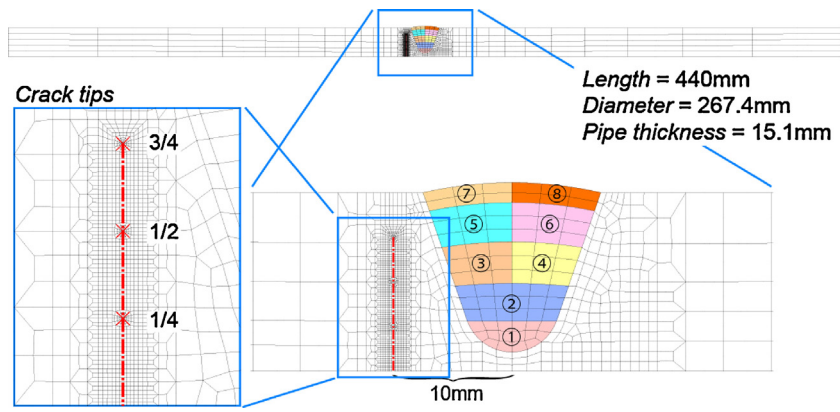 Length = 440mm
Diameter = 267.4mm
Pipe thickness = 15.1mm
Crack tips
3/4
1/2
1/4
⑦ ⑧
⑤ ⑥
③ ④
②
①
10mm